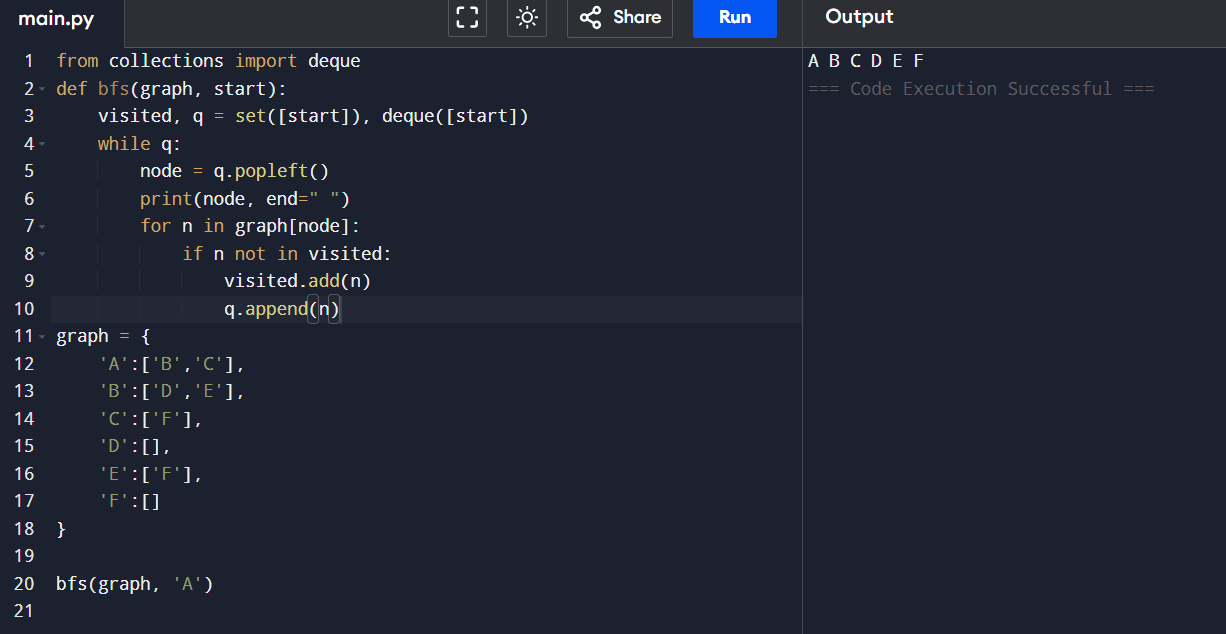 main.py
Share
Run
Output
1 from collections import deque
2 def bfs(graph, start):
3     visited, q = set([start]), deque([start])
4     while q:
5         node = q.popleft()
6         print(node, end=" ")
7         for n in graph[node]:
8             if n not in visited:
9                 visited.add(n)
10                 q.append(n)
11 graph = {
12     'A':['B','C'],
13     'B':['D','E'],
14     'C':['F'],
15     'D':[],
16     'E':['F'],
17     'F':[]
18 }
19
20 bfs(graph, 'A')
21
A B C D E F
=== Code Execution Successful ===